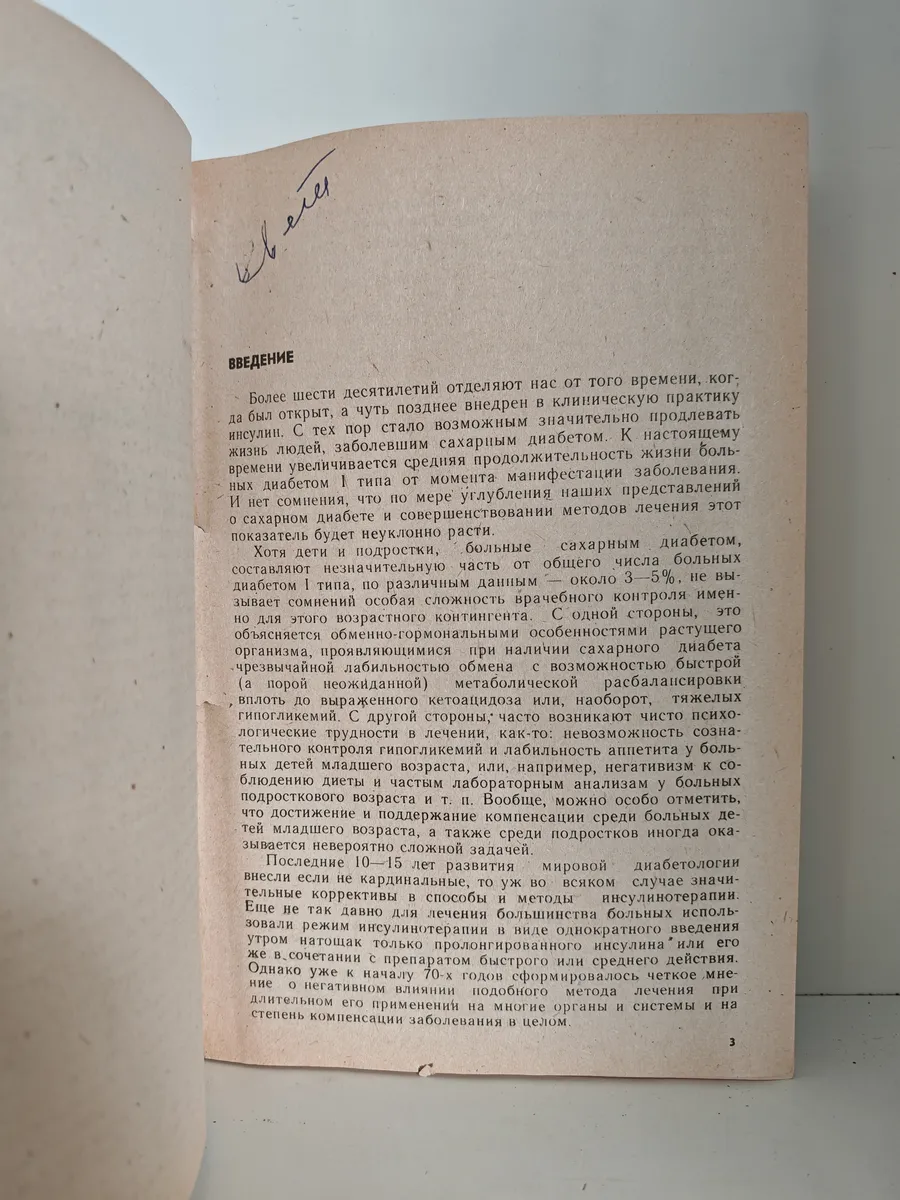 ВВЕДЕНИЕ
Более шести десятилетий отделяют нас от того времени, ког-
да был открыт, а чуть позднее внедрен в клиническую практику
инсулин. С тех пор стало возможным значительно продлевать
жизнь людей, заболевшим сахарным диабетом. К настоящему
времени увеличивается средняя продолжительность жизни боль-
ных диабетом I типа от момента манифестации заболевания.
И нет сомнения, что по мере углубления наших представлений
о сахарном диабете и совершенствовании методов лечения этот
показатель будет неуклонно расти.
Хотя дети и подростки, больные сахарным диабетом,
составляют незначительную часть от общего числа больных
диабетом I типа, по различным данным — около 3—5%, не вы-
зывает сомнений особая сложность врачебного контроля имен-
но для этого возрастного контингента. С одной стороны, это
объясняется обменно-гормональными особенностями растущего
организма, проявляющимися при наличии сахарного диабета
чрезвычайной лабильностью обмена с возможностью быстрой
(а порой неожиданной) метаболической расбалансировки
вплоть до выраженного кетоацидоза или, наоборот, тяжелых
гипогликемий. С другой стороны, часто возникают чисто психо-
логические трудности в лечении, как-то: невозможность созна-
тельного контроля гипогликемий и лабильность аппетита у боль-
ных детей младшего возраста, или, например, негативизм к со-
блюдению диеты и частым лабораторным анализам у больных
подросткового возраста и т. п. Вообще, можно особо отметить,
что достижение и поддержание компенсации среди больных де-
тей младшего возраста, а также среди подростков иногда ока-
зывается невероятно сложной задачей.
Последние 10—15 лет развития мировой диабетологии
внесли если не кардинальные, то уж во всяком случае значи-
тельные коррективы в способы и методы инсулинотерапии.
Еще не так давно для лечения большинства больных исполь-
зовали режим инсулинотерапии в виде однократного введения
утром натощак только пролонгированного инсулина или его
же в сочетании с препаратом быстрого или среднего действия.
Однако уже к началу 70-х годов сформировалось четкое мне-
ние о негативном влиянии подобного метода лечения при
длительном его применений на многие органы и системы и на
степень компенсации заболевания в целом.
3